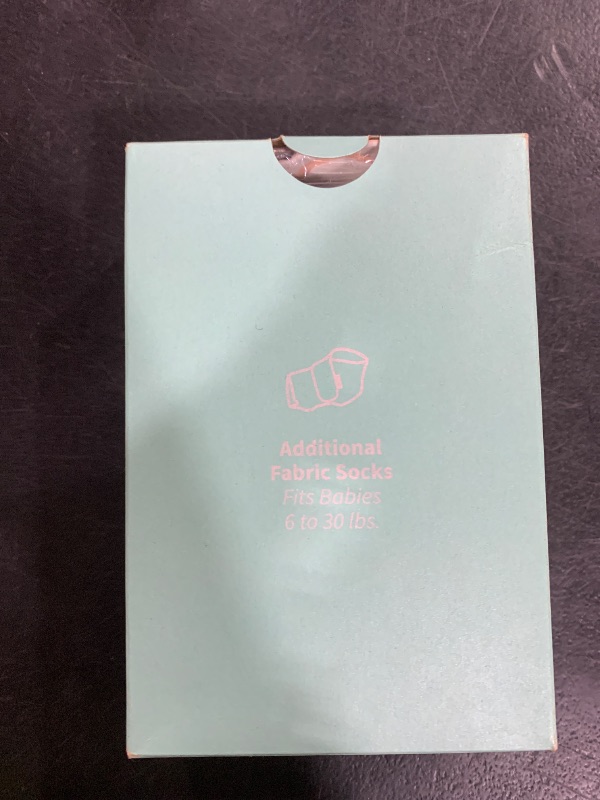 Additional
Fabric Socks
Fits Babies
6 to 30 lbs.